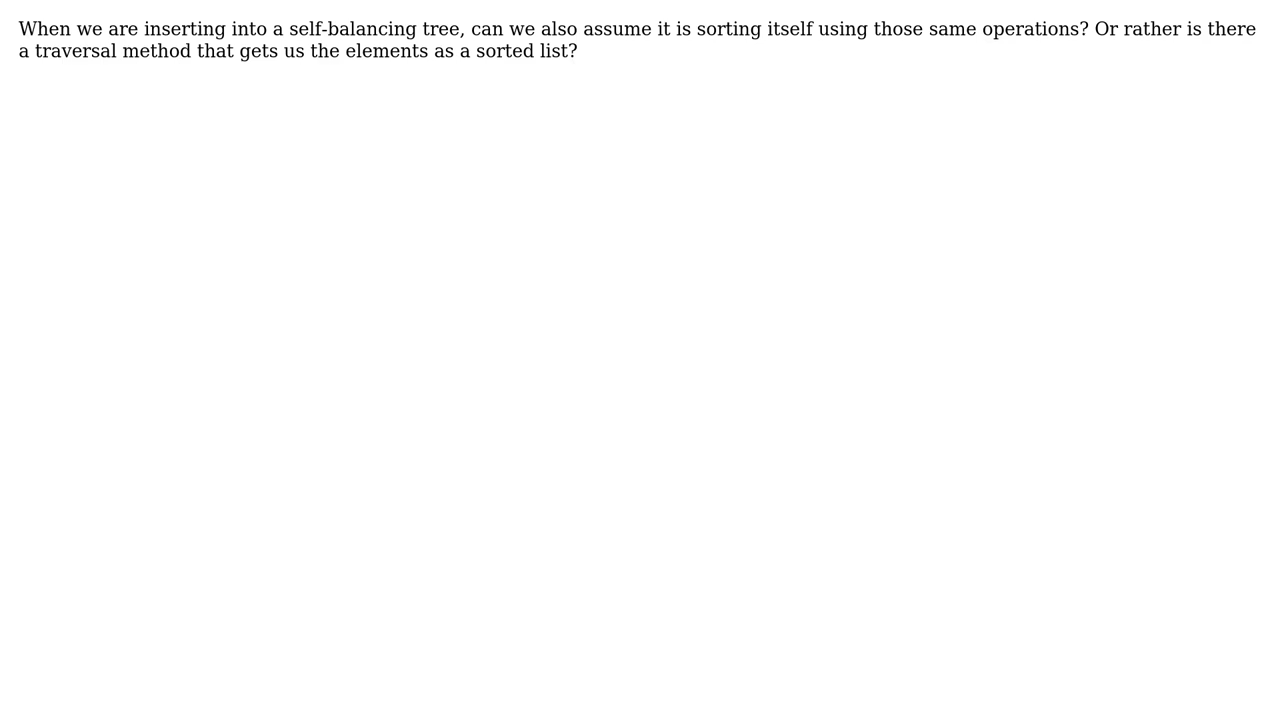 When we are inserting into a self-balancing tree, can we also assume it is sorting itself using those same operations? Or rather is there
a traversal method that gets us the elements as a sorted list?